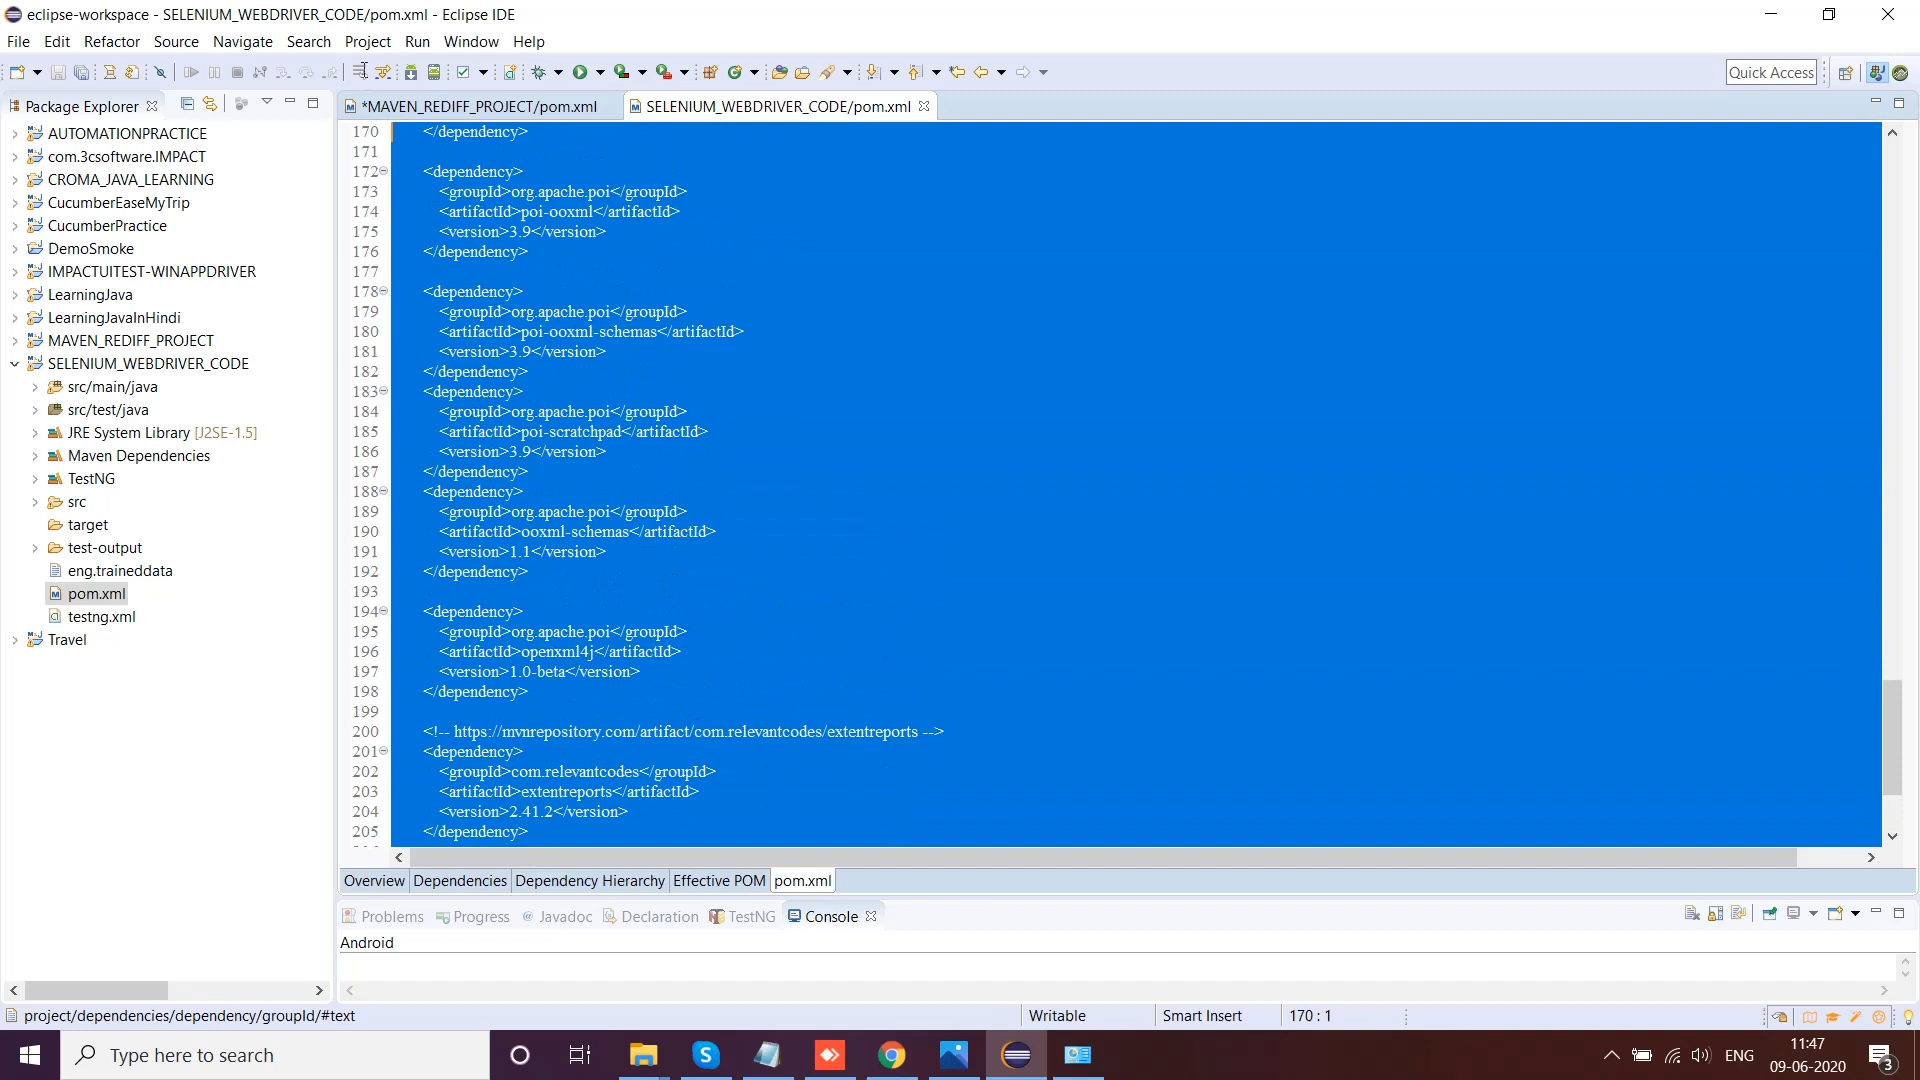 eclipse-workspace - SELENIUM_WEBDRIVER_CODE/pom.xml - Eclipse IDE
File Edit Refactor Source Navigate Search Project Run Window Help
Quick Access
Package Explorer
*MAVEN_REDIFF_PROJECT/pom.xml
SELENIUM_WEBDRIVER_CODE/pom.xml
AUTOMATIONPRACTICE
com.3csoftware.IMPACT
CROMA_JAVA_LEARNING
CucumberEaseMyTrip
CucumberPractice
DemoSmoke
IMPACTUITEST-WINAPPDRIVER
LearningJava
LearningJavaInHindi
MAVEN_REDIFF_PROJECT
SELENIUM_WEBDRIVER_CODE
src/main/java
src/test/java
JRE System Library [J2SE-1.5]
Maven Dependencies
TestNG
src
target
test-output
eng.traineddata
pom.xml
testng.xml
Travel
170 </dependency>
171
172 <dependency>
173 <groupId>org.apache.poi</groupId>
174 <artifactId>poi-ooxml</artifactId>
175 <version>3.9</version>
176 </dependency>
177
178 <dependency>
179 <groupId>org.apache.poi</groupId>
180 <artifactId>poi-ooxml-schemas</artifactId>
181 <version>3.9</version>
182 </dependency>
183 <dependency>
184 <groupId>org.apache.poi</groupId>
185 <artifactId>poi-scratchpad</artifactId>
186 <version>3.9</version>
187 </dependency>
188 <dependency>
189 <groupId>org.apache.poi</groupId>
190 <artifactId>ooxml-schemas</artifactId>
191 <version>1.1</version>
192 </dependency>
193
194 <dependency>
195 <groupId>org.apache.poi</groupId>
196 <artifactId>openxml4j</artifactId>
197 <version>1.0-beta</version>
198 </dependency>
199
200 <!-- https://mvnrepository.com/artifact/com.relevantcodes/extentreports -->
201 <dependency>
202 <groupId>com.relevantcodes</groupId>
203 <artifactId>extentreports</artifactId>
204 <version>2.41.2</version>
205 </dependency>
Overview Dependencies Dependency Hierarchy Effective POM pom.xml
Problems Progress Javadoc Declaration TestNG Console
Android
project/dependencies/dependency/groupId/#text
Writable
Smart Insert
170 : 1
Type here to search
ENG
11:47
09-06-2020
3